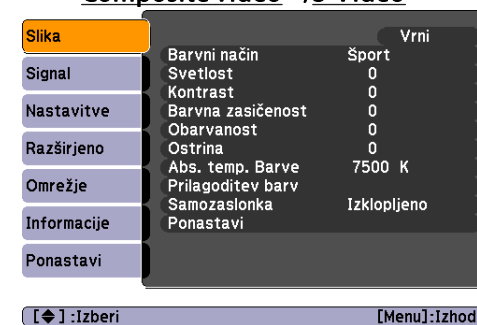 Composite video /S-Video
Slika
Signal
Nastavitve
Razširjeno
Omrežje
Informacije
Ponastavi
Vrni
Barvni način Šport
Svetlost 0
Kontrast 0
Barvna zasičenost 0
Obarvanost 0
Ostrina 0
Abs. temp. Barve 7500 K
Prilagoditev barv
Samozaslonka Izklopljeno
Ponastavi
[◆] :Izberi [Menu]:Izhod